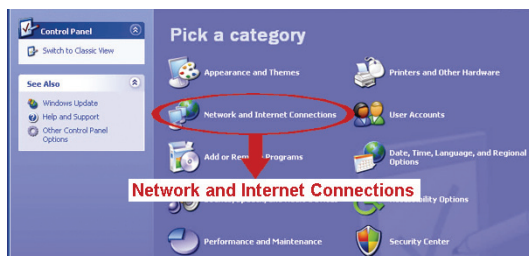 Control Panel
Switch to Classic View
See Also
Windows Update
Help and Support
Other Control Panel
Options
Pick a category
Appearance and Themes
Printers and Other Hardware
Network and Internet Connections
User Accounts
Add or Programs
Date, Time, Language, and Regional
Options
Network and Internet Connections
Options
Performance and Maintenance
Security Center